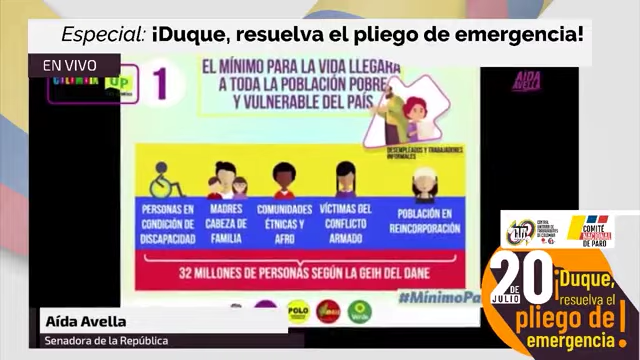 Especial: ¡Duque, resuelva el pliego de emergencia!
EN VIVO
UP
1
EL MÍNIMO PARA LA VIDA LLEGARÁ
A TODA LA POBLACIÓN POBRE
Y VULNERABLE DEL PAÍS
AÍDA
AVELLA
DESEMPLEADOS Y TRABAJADORES
INFORMALES
PERSONAS EN
CONDICIÓN DE
DISCAPACIDAD
MADRES
CABEZA DE
FAMILIA
COMUNIDADES
ÉTNICAS Y
AFRO
VÍCTIMAS DEL
CONFLICTO
ARMADO
POBLACIÓN EN
REINCORPORACIÓN
32 MILLONES DE PERSONAS SEGÚN LA GEIH DEL DANE
#MínimoPa
POLO
Aída Avella
Senadora de la República
COMITÉ
NACIONAL
DE PARO
20
DE JULIO
¡Duque,
resuelva el
pliego de
emergencia!